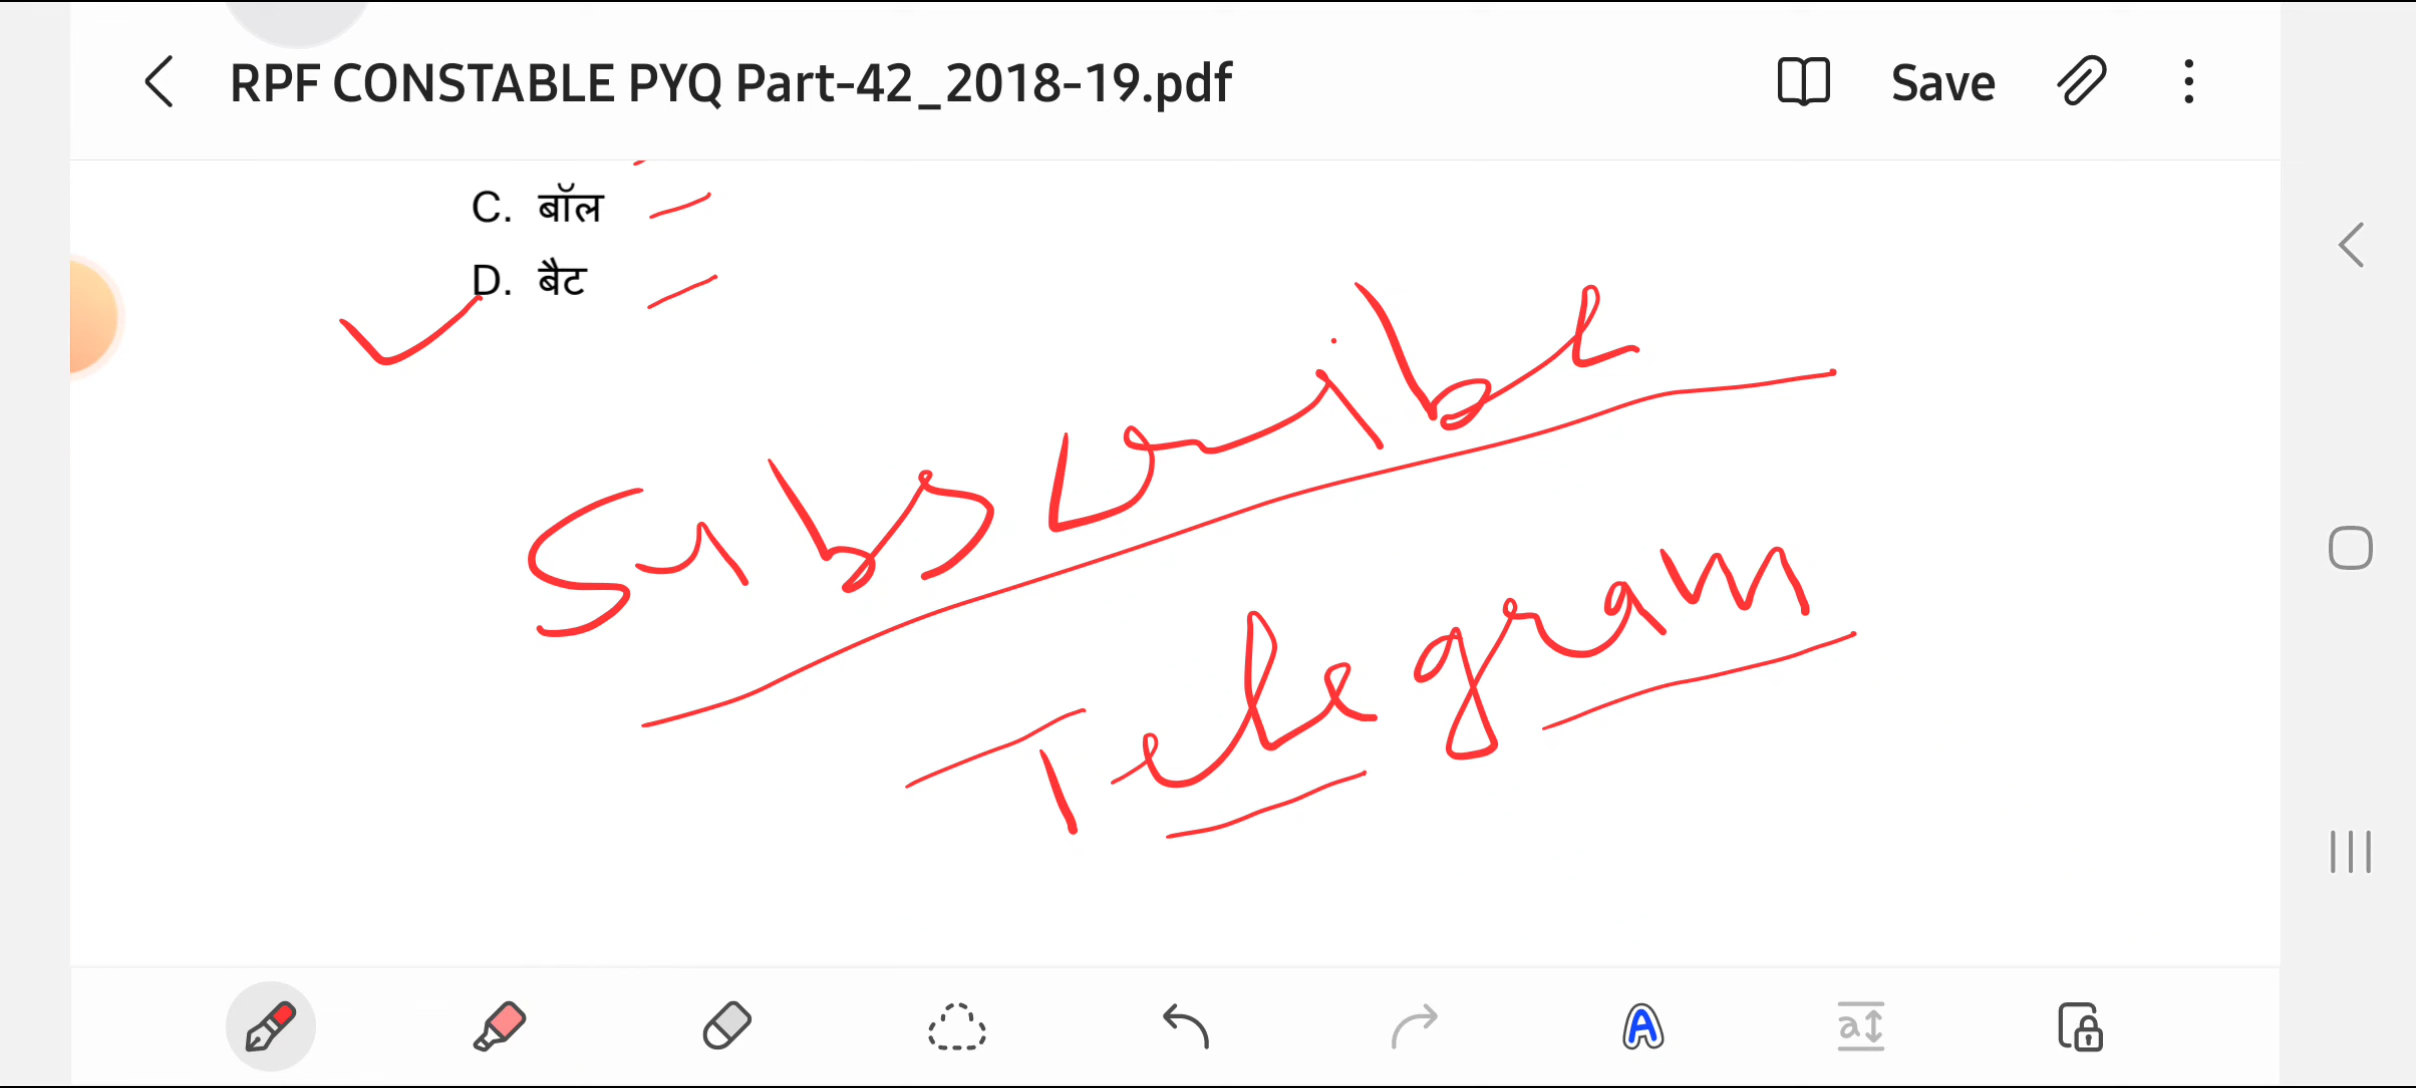 RPF CONSTABLE PYQ Part-42_2018-19.pdf Save
C. बॉल
D. बैट
Subscribe
Telegram